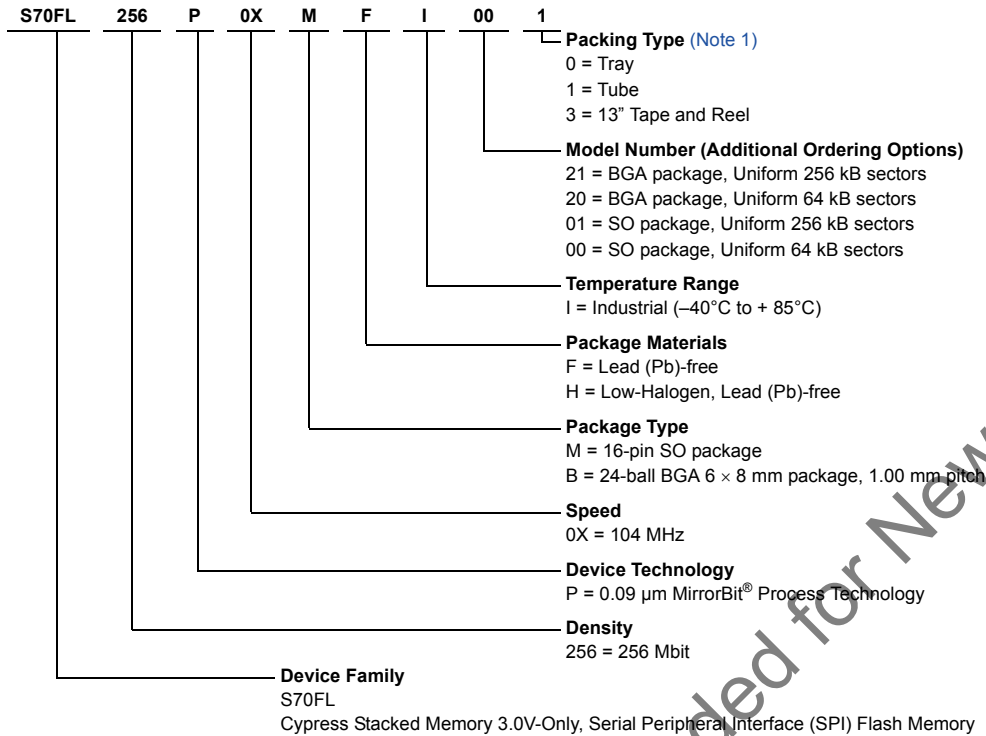 S70FL 256 P 0X M F I 00 1
Packing Type (Note 1)
0 = Tray
1 = Tube
3 = 13” Tape and Reel
Model Number (Additional Ordering Options)
21 = BGA package, Uniform 256 kB sectors
20 = BGA package, Uniform 64 kB sectors
01 = SO package, Uniform 256 kB sectors
00 = SO package, Uniform 64 kB sectors
Temperature Range
I = Industrial (–40°C to + 85°C)
Package Materials
F = Lead (Pb)-free
H = Low-Halogen, Lead (Pb)-free
Package Type
M = 16-pin SO package
B = 24-ball BGA 6 × 8 mm package, 1.00 mm pitch
Speed
0X = 104 MHz
Device Technology
P = 0.09 µm MirrorBit® Process Technology
Density
256 = 256 Mbit
Device Family
S70FL
Cypress Stacked Memory 3.0V-Only, Serial Peripheral Interface (SPI) Flash Memory
ded for New